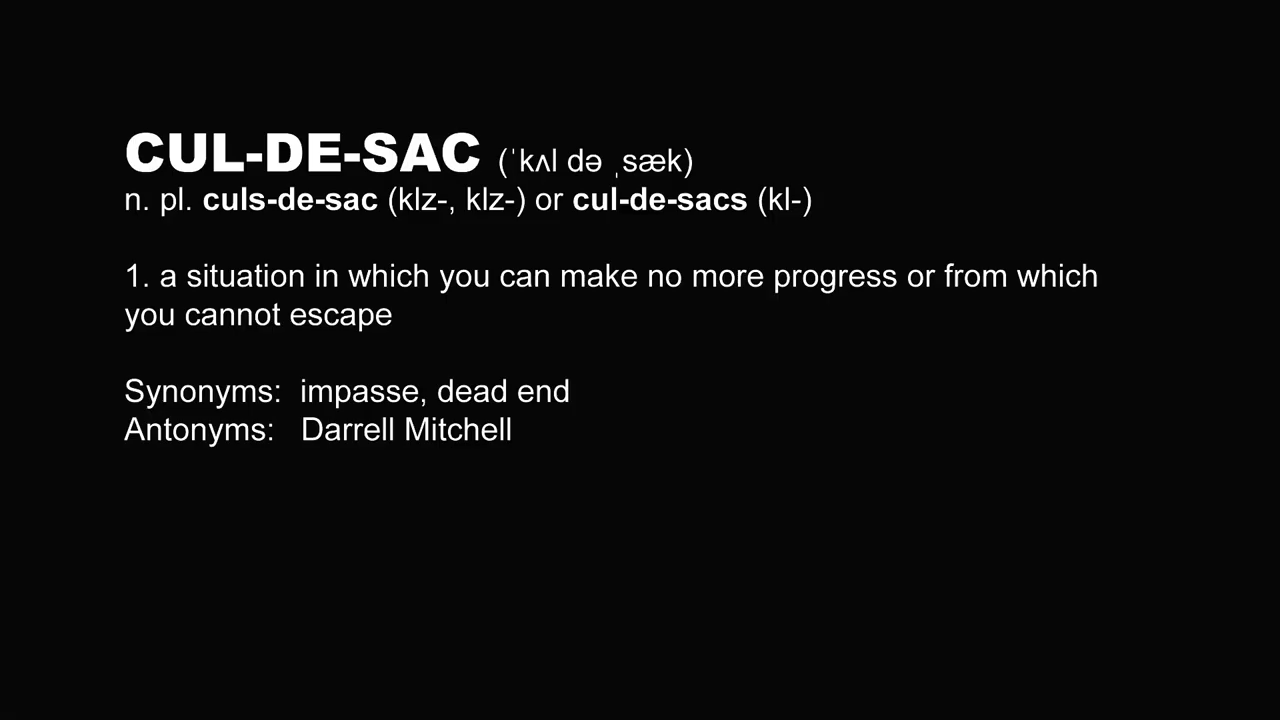 CUL-DE-SAC (ˈkʌl də ˌsæk)
n. pl. culs-de-sac (klz-, klz-) or cul-de-sacs (kl-)
1. a situation in which you can make no more progress or from which
you cannot escape
Synonyms: impasse, dead end
Antonyms: Darrell Mitchell